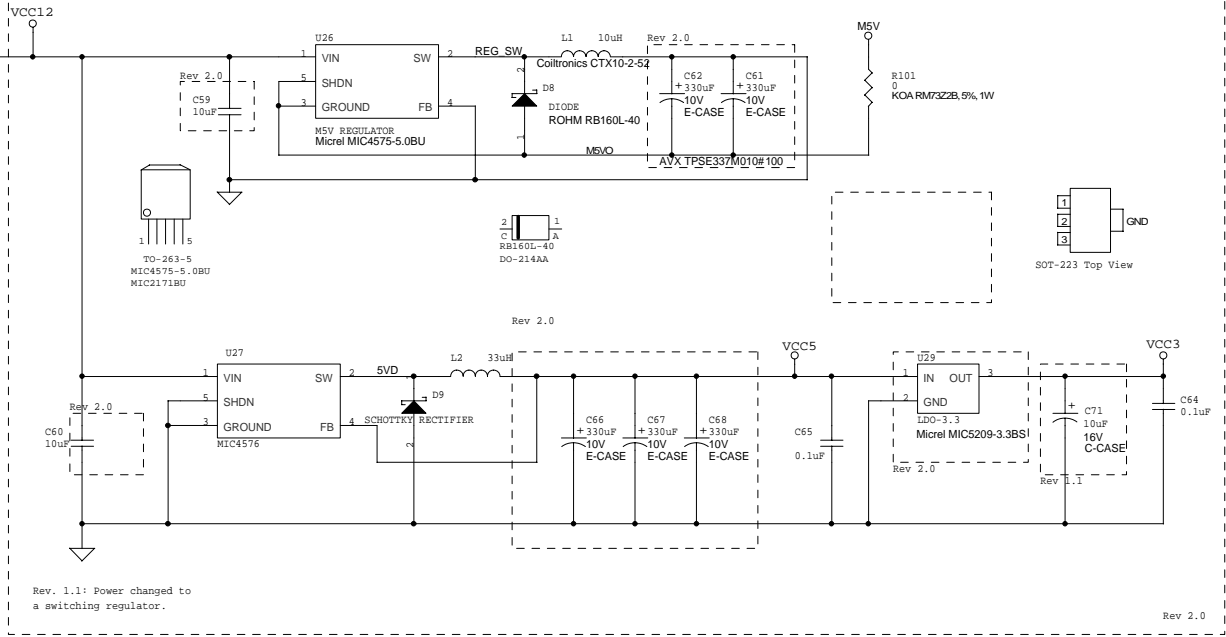 VCC12
U26
1 VIN
5 SHDN
3 GROUND
SW 2
FB 4
M5V REGULATOR
Micrel MIC4575-5.0BU
REG_SW
L1 10uH
Coiltronics CTX10-2-52
Rev 2.0
C59
10uF
2
D8
DIODE
ROHM RB160L-40
1
M5VO
Rev 2.0
C62
+
330uF
10V
E-CASE
C61
+
330uF
10V
E-CASE
AVX TPSE337M010#100
M5V
R101
0
KOA RM73Z2B, 5%, 1W
1 5
TO-263-5
MIC4575-5.0BU
MIC2171BU
2 1
C A
RB160L-40
DO-214AA
1
2
3
GND
SOT-223 Top View
Rev 2.0
U27
1 VIN
5 SHDN
3 GROUND
SW 2
FB 4
MIC4576
5VD
L2 33uH
D9
SCHOTTKY RECTIFIER
2
Rev 2.0
C60
10uF
C66
+
330uF
10V
E-CASE
C67
+
330uF
10V
E-CASE
C68
+
330uF
10V
E-CASE
VCC5
C65
0.1uF
U29
1 IN OUT 3
2 GND
LDO-3.3
Micrel MIC5209-3.3BS
Rev 2.0
C71
+
10uF
16V
C-CASE
Rev 1.1
VCC3
C64
0.1uF
Rev. 1.1: Power changed to
a switching regulator.
Rev 2.0